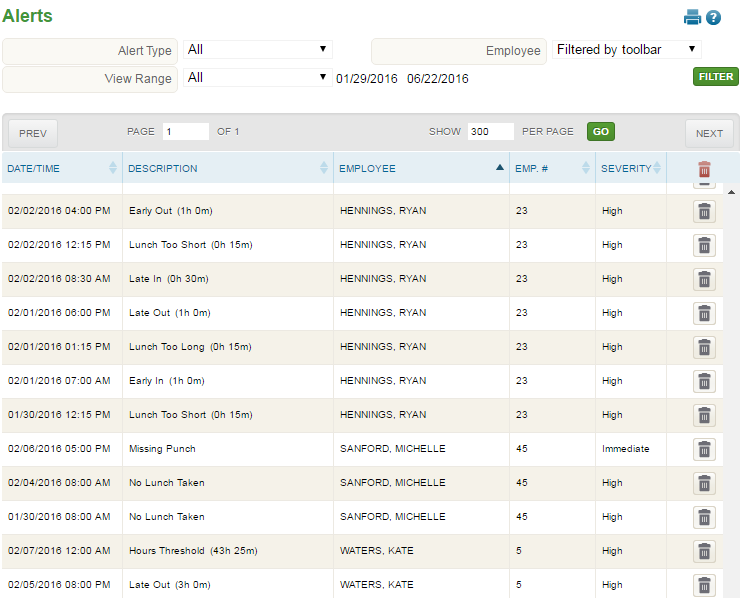 Alerts
Alert Type All Employee Filtered by toolbar
View Range All 01/29/2016 06/22/2016 FILTER
PREV PAGE 1 OF 1 SHOW 300 PER PAGE GO NEXT
DATE/TIME DESCRIPTION EMPLOYEE EMP. # SEVERITY
02/02/2016 04:00 PM Early Out (1h 0m) HENNINGS, RYAN 23 High
02/02/2016 12:15 PM Lunch Too Short (0h 15m) HENNINGS, RYAN 23 High
02/02/2016 08:30 AM Late In (0h 30m) HENNINGS, RYAN 23 High
02/01/2016 06:00 PM Late Out (1h 0m) HENNINGS, RYAN 23 High
02/01/2016 01:15 PM Lunch Too Long (0h 15m) HENNINGS, RYAN 23 High
02/01/2016 07:00 AM Early In (1h 0m) HENNINGS, RYAN 23 High
01/30/2016 12:15 PM Lunch Too Short (0h 15m) HENNINGS, RYAN 23 High
02/06/2016 05:00 PM Missing Punch SANFORD, MICHELLE 45 Immediate
02/04/2016 08:00 AM No Lunch Taken SANFORD, MICHELLE 45 High
01/30/2016 08:00 AM No Lunch Taken SANFORD, MICHELLE 45 High
02/07/2016 12:00 AM Hours Threshold (43h 25m) WATERS, KATE 5 High
02/05/2016 08:00 PM Late Out (3h 0m) WATERS, KATE 5 High